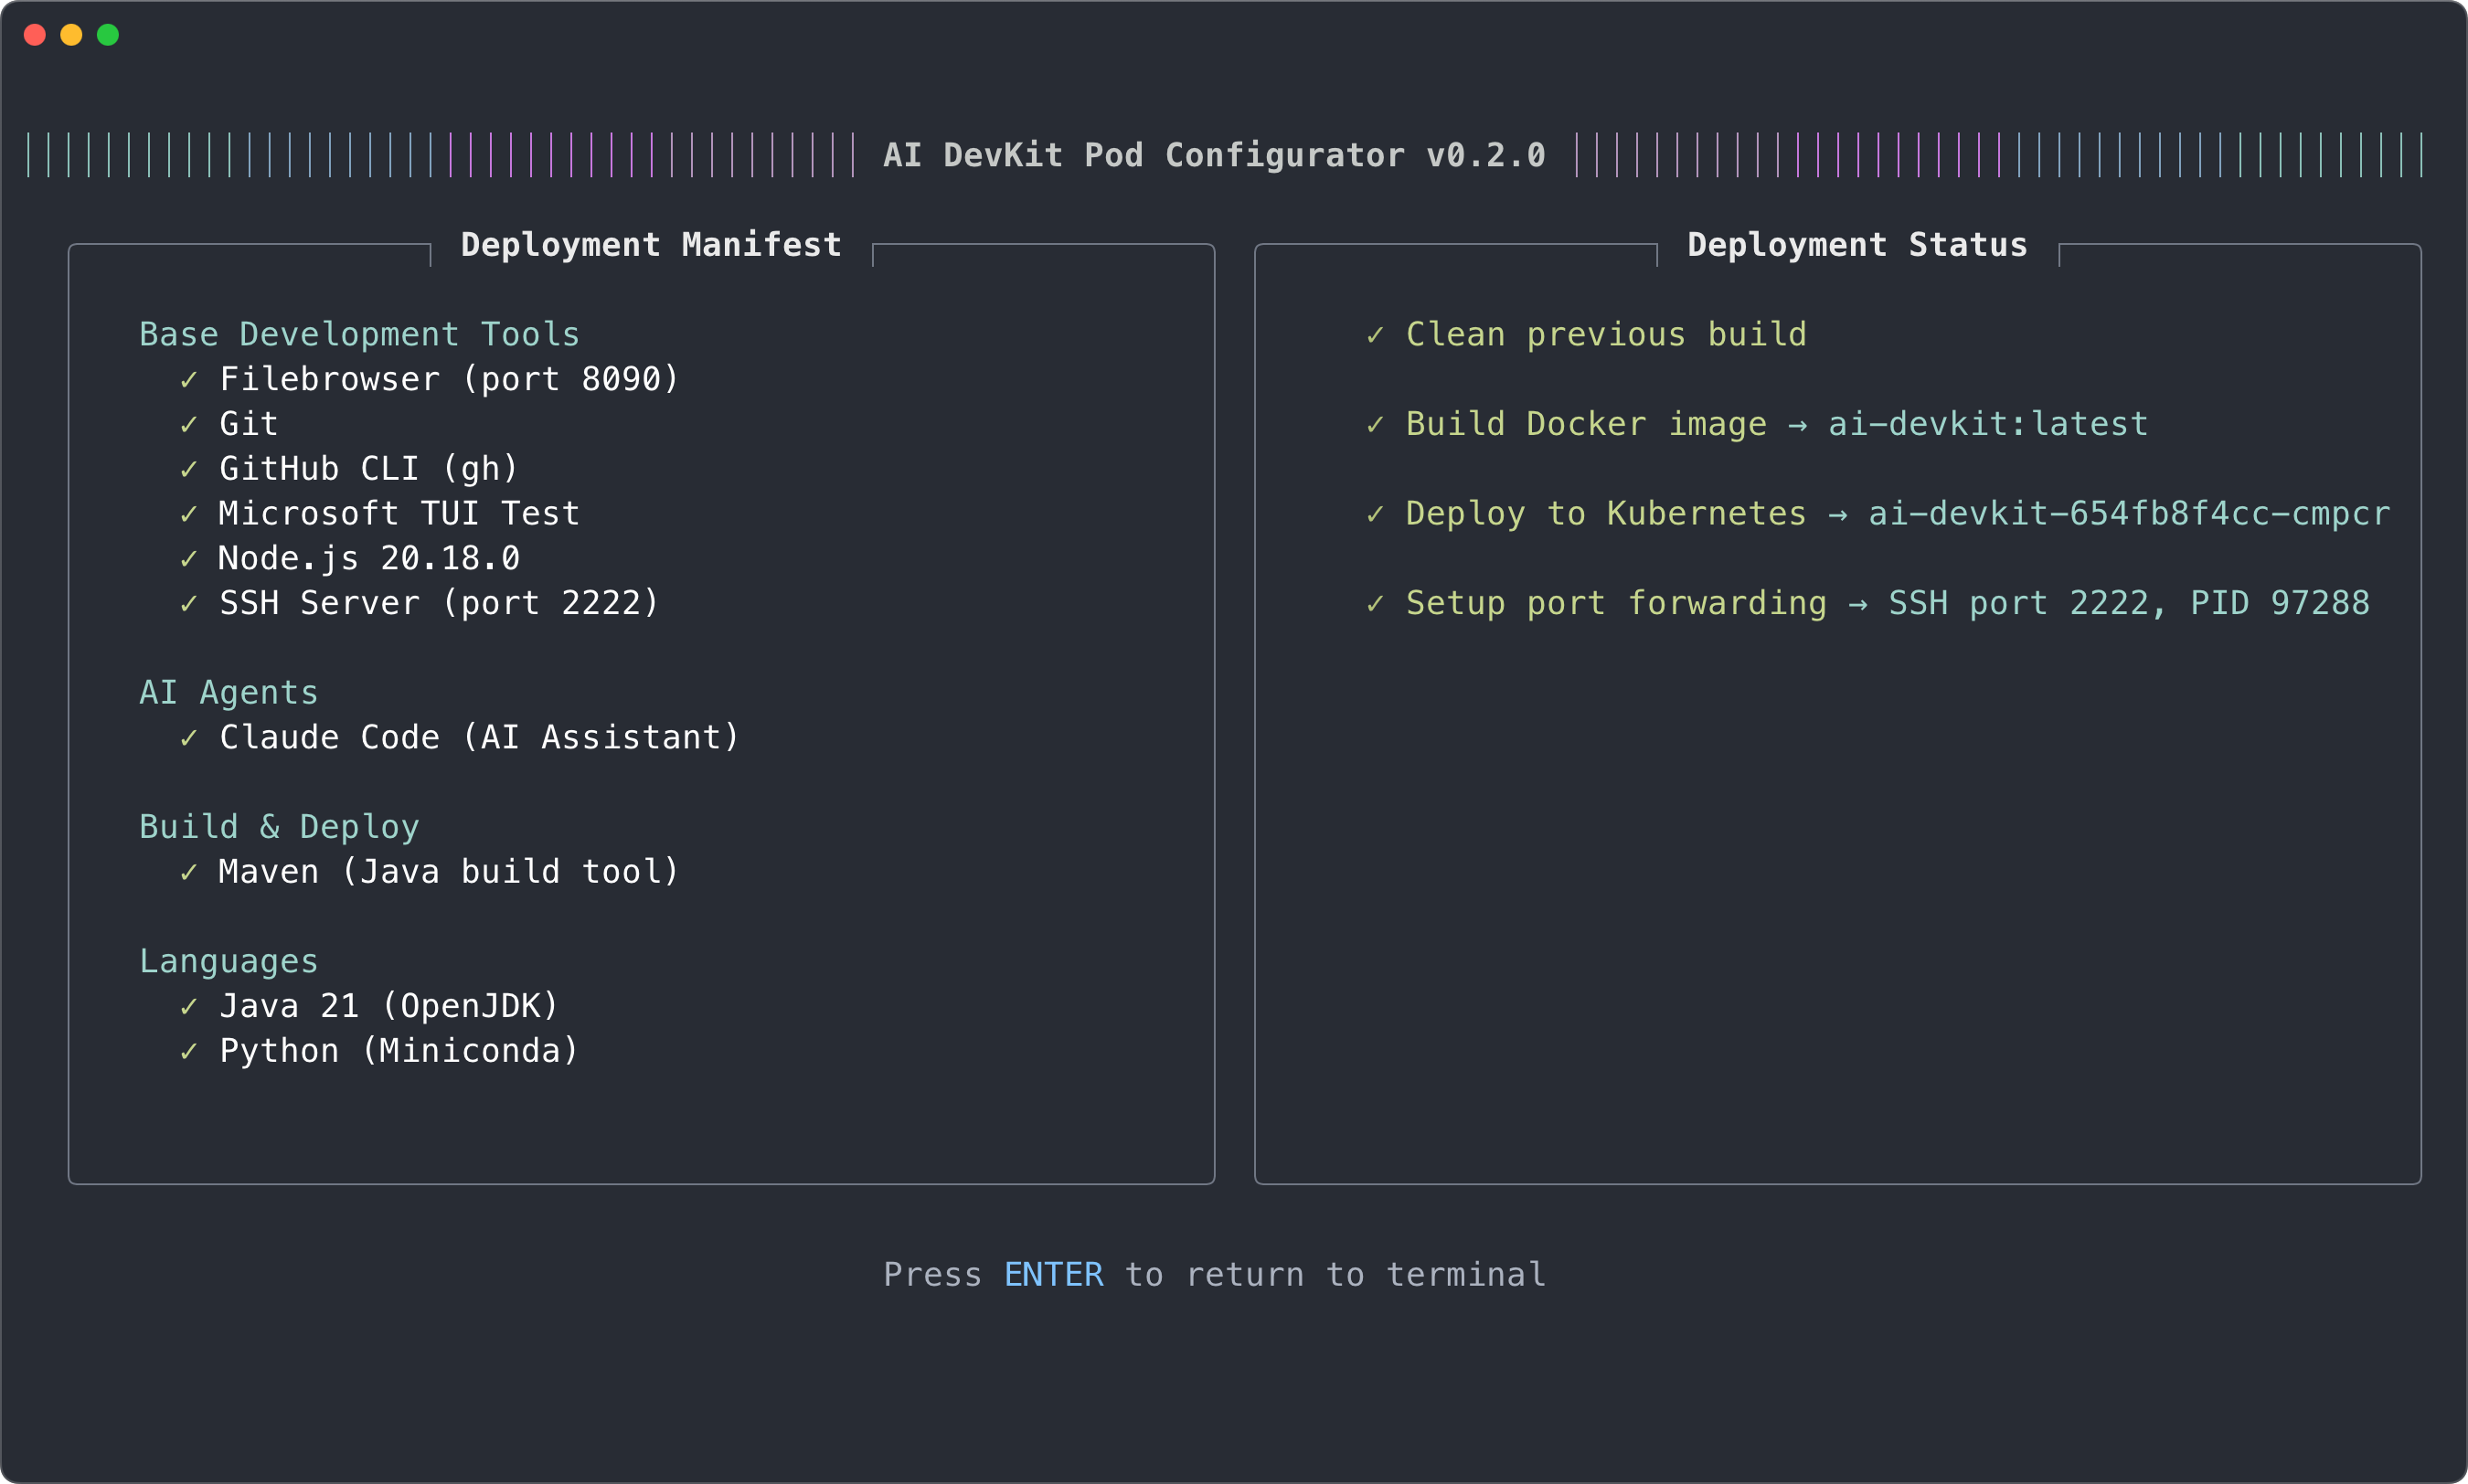 AI DevKit Pod Configurator v0.2.0
Deployment Manifest
Base Development Tools
✓ Filebrowser (port 8090)
✓ Git
✓ GitHub CLI (gh)
✓ Microsoft TUI Test
✓ Node.js 20.18.0
✓ SSH Server (port 2222)
AI Agents
✓ Claude Code (AI Assistant)
Build & Deploy
✓ Maven (Java build tool)
Languages
✓ Java 21 (OpenJDK)
✓ Python (Miniconda)
Deployment Status
✓ Clean previous build
✓ Build Docker image → ai-devkit:latest
✓ Deploy to Kubernetes → ai-devkit-654fb8f4cc-cmpcr
✓ Setup port forwarding → SSH port 2222, PID 97288
Press ENTER to return to terminal